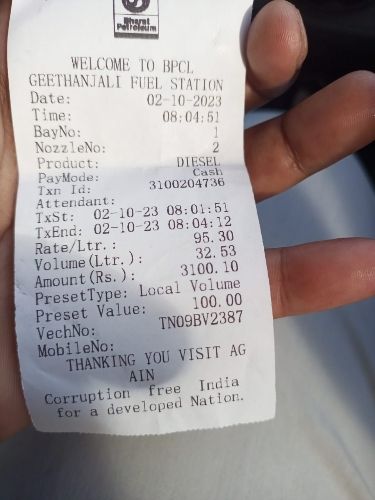 Bharat
Petroleum
WELCOME TO BPCL
GEETHANJALI FUEL STATION
Date: 02-10-2023
Time: 08:04:51
BayNo: 1
NozzleNo: 2
Product: DIESEL
PayMode: Cash
Txn Id: 3100204736
Attendant:
TxSt: 02-10-23 08:01:51
TxEnd: 02-10-23 08:04:12
Rate/Ltr.: 95.30
Volume(Ltr.): 32.53
Amount(Rs.): 3100.10
PresetType: Local Volume
Preset Value: 100.00
VechNo: TN09BV2387
MobileNo:
THANKING YOU VISIT AG
AIN
Corruption free India
for a developed Nation.